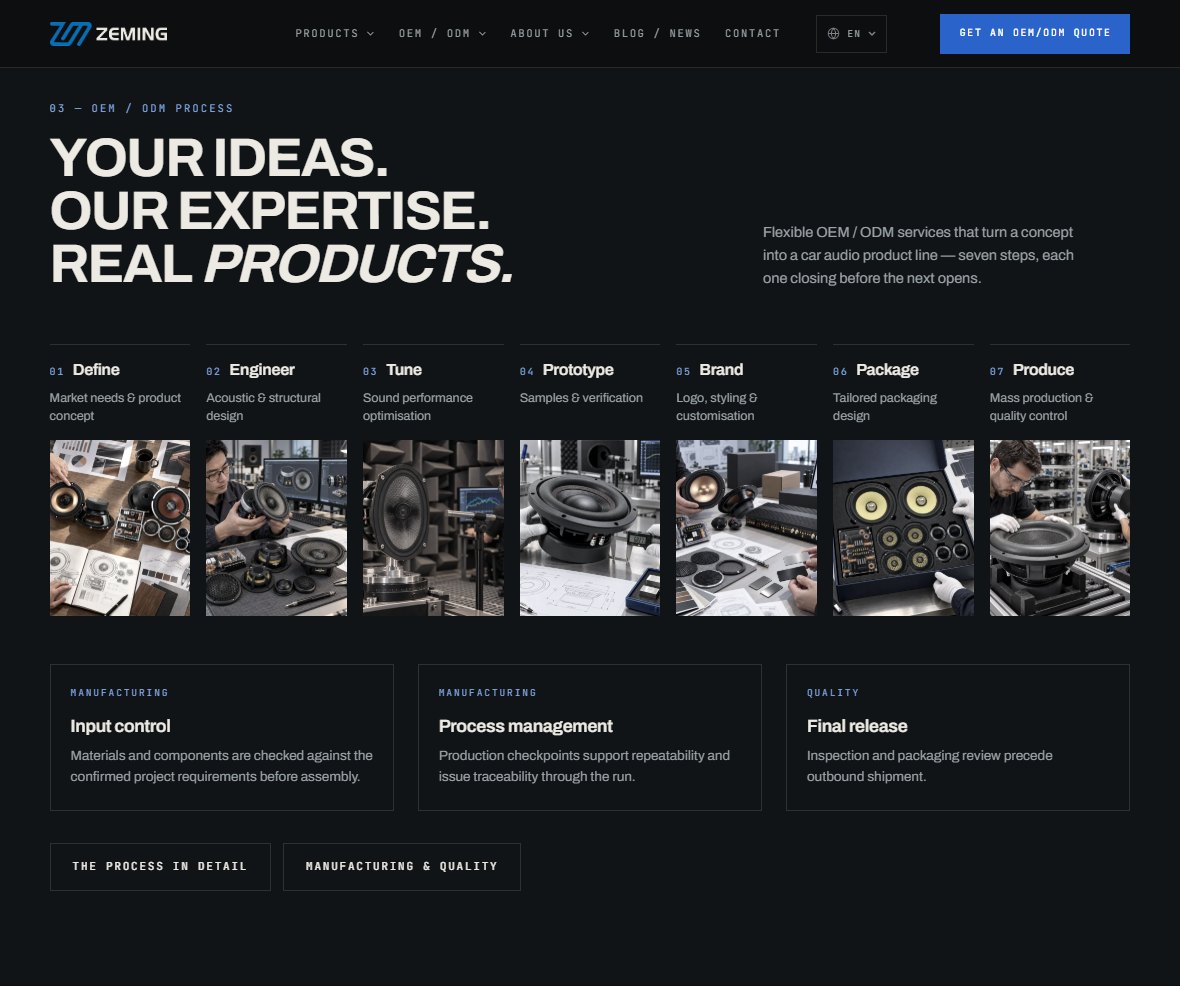 ZEMING
PRODUCTS
OEM / ODM
ABOUT US
BLOG / NEWS
CONTACT
EN
GET AN OEM/ODM QUOTE
03 — OEM / ODM PROCESS
YOUR IDEAS.
OUR EXPERTISE.
REAL PRODUCTS.
Flexible OEM / ODM services that turn a concept
into a car audio product line — seven steps, each
one closing before the next opens.
01 Define
Market needs & product
concept
02 Engineer
Acoustic & structural
design
03 Tune
Sound performance
optimisation
04 Prototype
Samples & verification
05 Brand
Logo, styling &
customisation
06 Package
Tailored packaging
design
07 Produce
Mass production &
quality control
MANUFACTURING
Input control
Materials and components are checked against the
confirmed project requirements before assembly.
MANUFACTURING
Process management
Production checkpoints support repeatability and
issue traceability through the run.
QUALITY
Final release
Inspection and packaging review precede
outbound shipment.
THE PROCESS IN DETAIL
MANUFACTURING & QUALITY